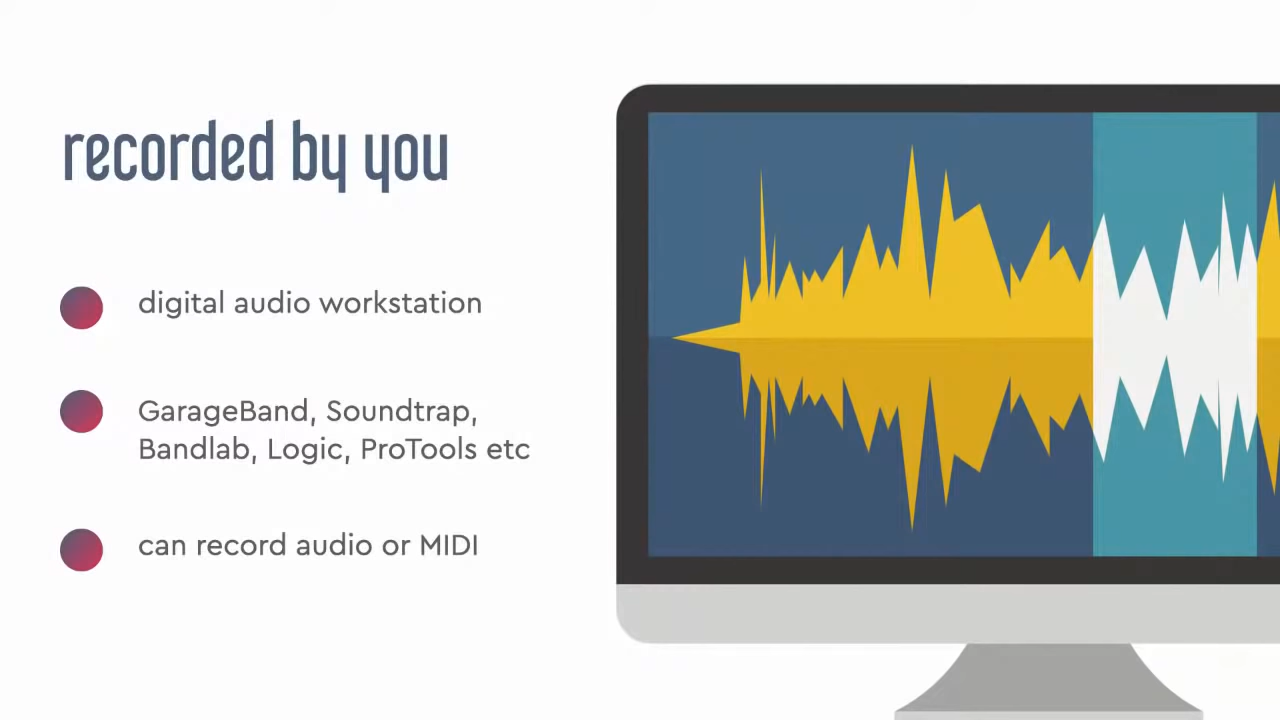 recorded by you
digital audio workstation
GarageBand, Soundtrap,
Bandlab, Logic, ProTools etc
can record audio or MIDI